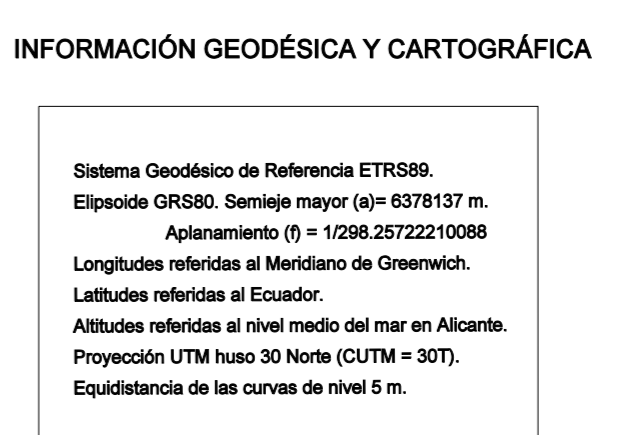 INFORMACIÓN GEODÉSICA Y CARTOGRÁFICA
Sistema Geodésico de Referencia ETRS89.
Elipsoide GRS80. Semieje mayor (a)= 6378137 m.
Aplanamiento (f) = 1/298.25722210088
Longitudes referidas al Meridiano de Greenwich.
Latitudes referidas al Ecuador.
Altitudes referidas al nivel medio del mar en Alicante.
Proyección UTM huso 30 Norte (CUTM = 30T).
Equidistancia de las curvas de nivel 5 m.